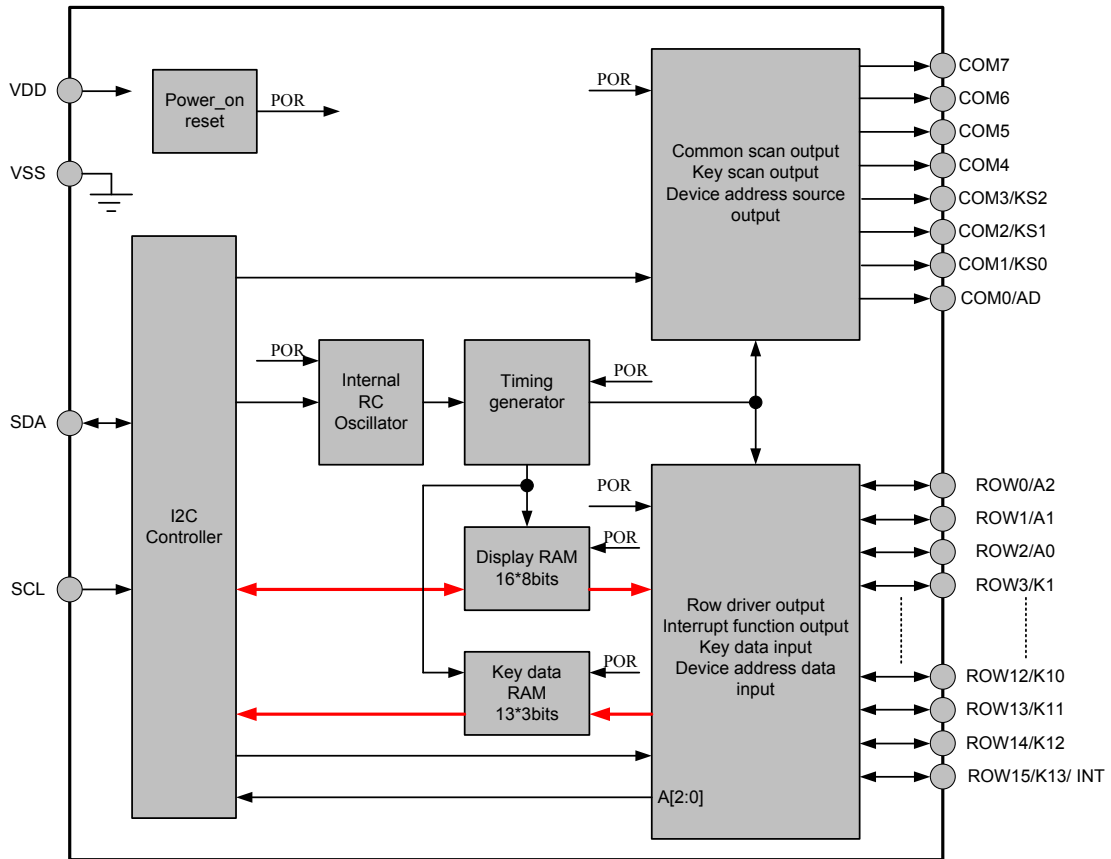 VDD
VSS
SDA
SCL
Power_on
reset
POR
POR
Common scan output
Key scan output
Device address source
output
COM7
COM6
COM5
COM4
COM3/KS2
COM2/KS1
COM1/KS0
COM0/AD
I2C
Controller
POR
Internal
RC
Oscillator
Timing
generator
POR
POR
Display RAM
16*8bits
POR
Key data
RAM
13*3bits
POR
Row driver output
Interrupt function output
Key data input
Device address data
input
A[2:0]
ROW0/A2
ROW1/A1
ROW2/A0
ROW3/K1
ROW12/K10
ROW13/K11
ROW14/K12
ROW15/K13/ INT